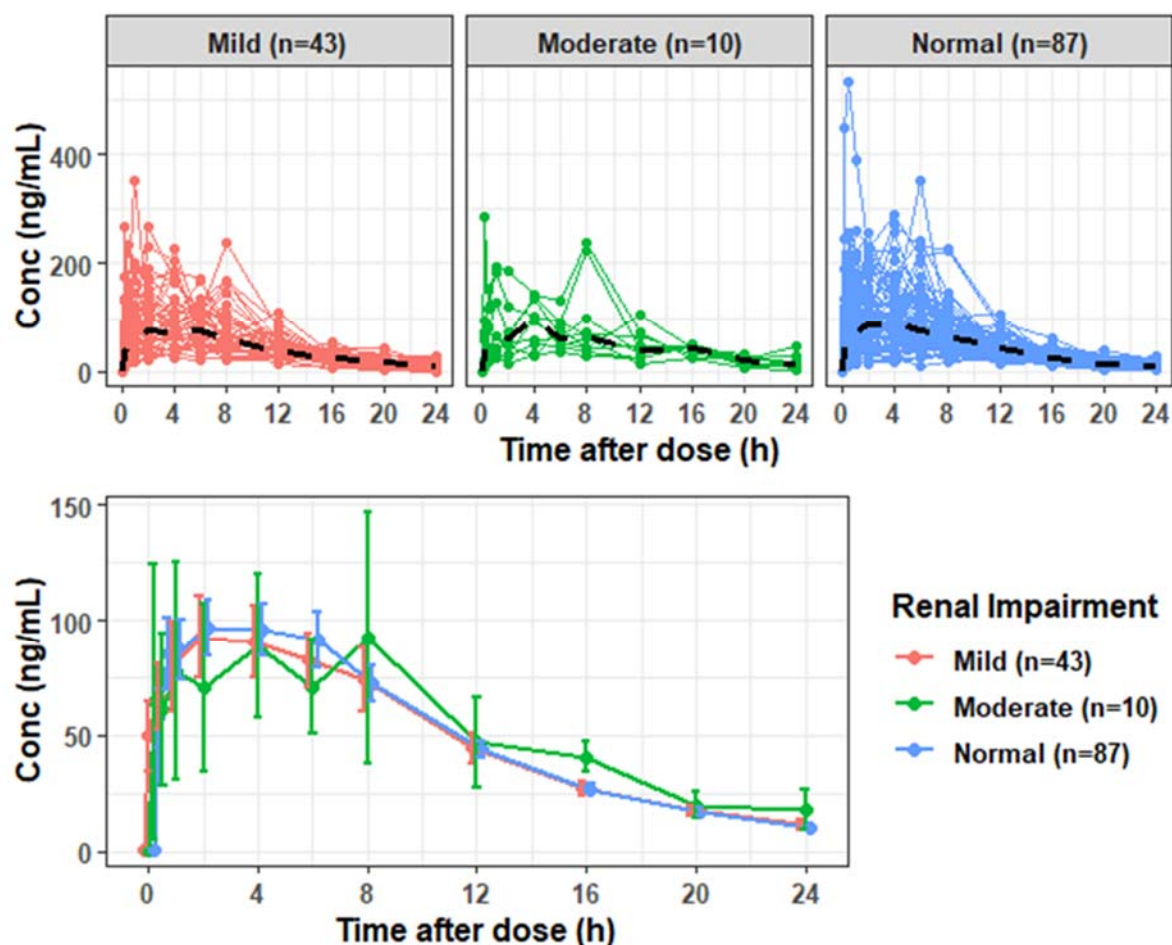 Mild (n=43)
Moderate (n=10)
Normal (n=87)
Conc (ng/mL)
400
200
0
0 4 8 12 16 20 24
0 4 8 12 16 20 24
0 4 8 12 16 20 24
Time after dose (h)
Conc (ng/mL)
150
100
50
0
0 4 8 12 16 20 24
Time after dose (h)
Renal Impairment
Mild (n=43)
Moderate (n=10)
Normal (n=87)